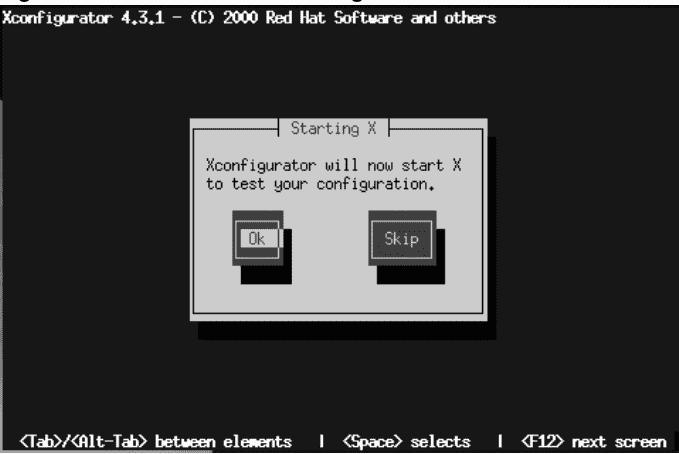 Xconfigurator 4.3.1 - (C) 2000 Red Hat Software and others
Starting X
Xconfigurator will now start X
to test your configuration.
Ok Skip
<Tab>/<Alt-Tab> between elements | <Space> selects | <F12> next screen